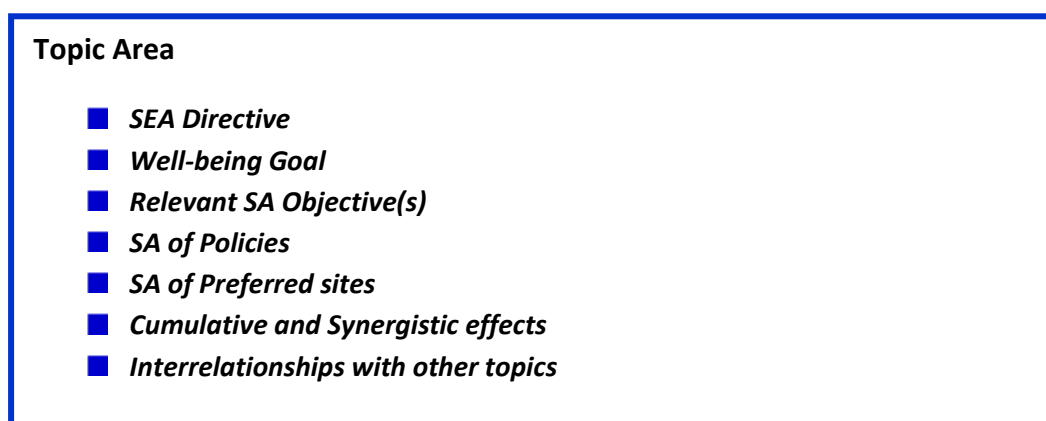 Topic Area
SEA Directive
Well-being Goal
Relevant SA Objective(s)
SA of Policies
SA of Preferred sites
Cumulative and Synergistic effects
Interrelationships with other topics